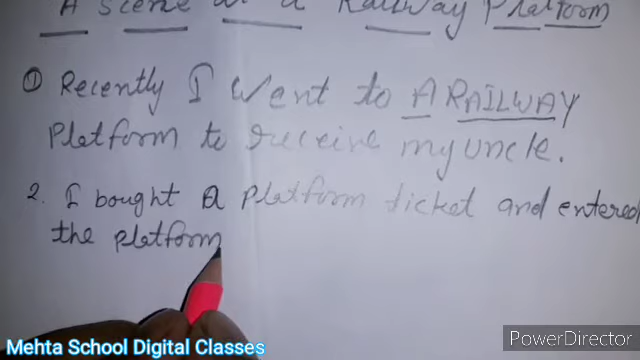 A Scene at a Railway Platform
① Recently I Went to A RAILWAY
Platform to receive my uncle.
2. I bought a platform ticket and entered
the platform
Mehta School Digital Classes
PowerDirector